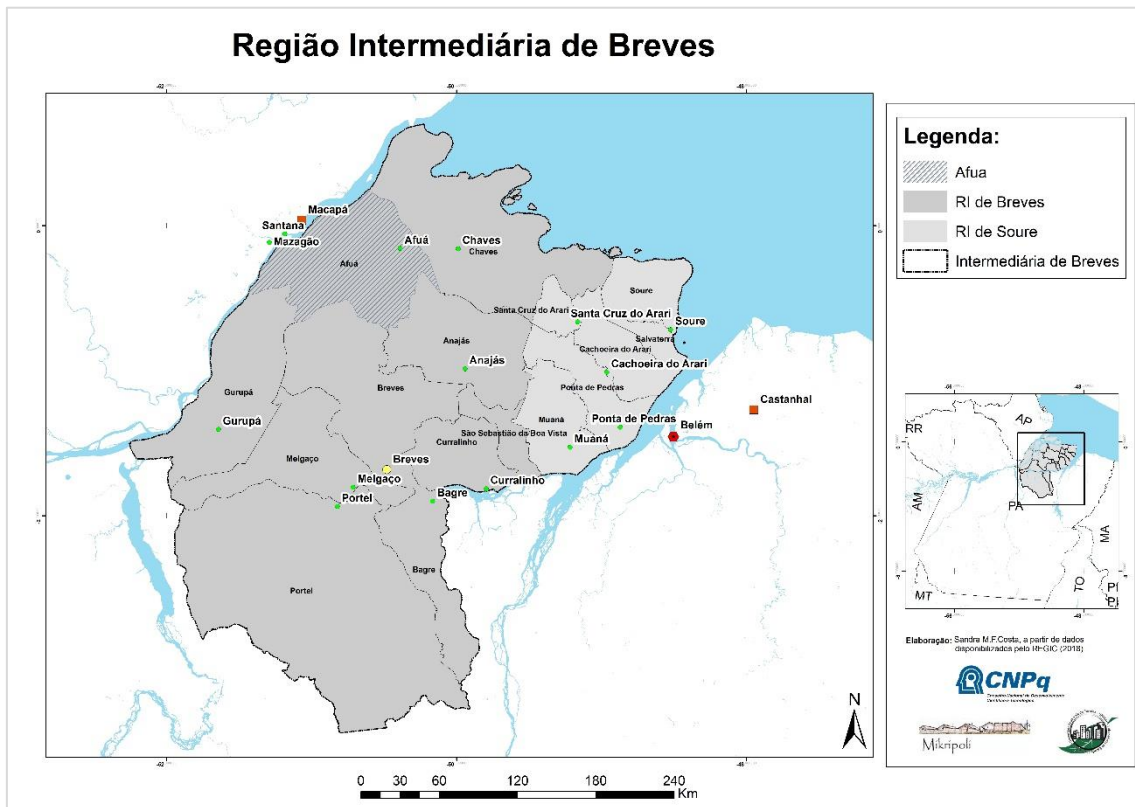 Região Intermediária de Breves
Macapá
Santana
Mazagão
Afuá
Afuá
Chaves
Chaves
Soure
Santa Cruz do Arari
Santa Cruz do Arari
Soure
Salvaterra
Cachoeira do Arari
Cachoeira do Arari
Anajás
Anajás
Breves
Ponta de Pedras
Castanhal
Gurupá
Gurupá
Muaná
Ponta de Pedras
Belém
São Sebastião da Boa Vista
Curralinho
Muáná
Melgaço
Breves
Melgaço
Portel
Bagre
Curralinho
Bagre
Portel
N
0 30 60 120 180 240
Km
Legenda:
Afua
RI de Breves
RI de Soure
Intermediária de Breves
AP
RR
AM
PA
MA
MT
TO
Elaboração: Sandra M.F.Costa, a partir de dados
disponibilizados pelo REGIC (2018)
CNPq
Mikripoli